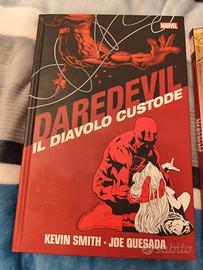 MARVEL
DAREDEVIL
IL DIAVOLO CUSTODE
KEVIN SMITH • JOE QUESADA
subito